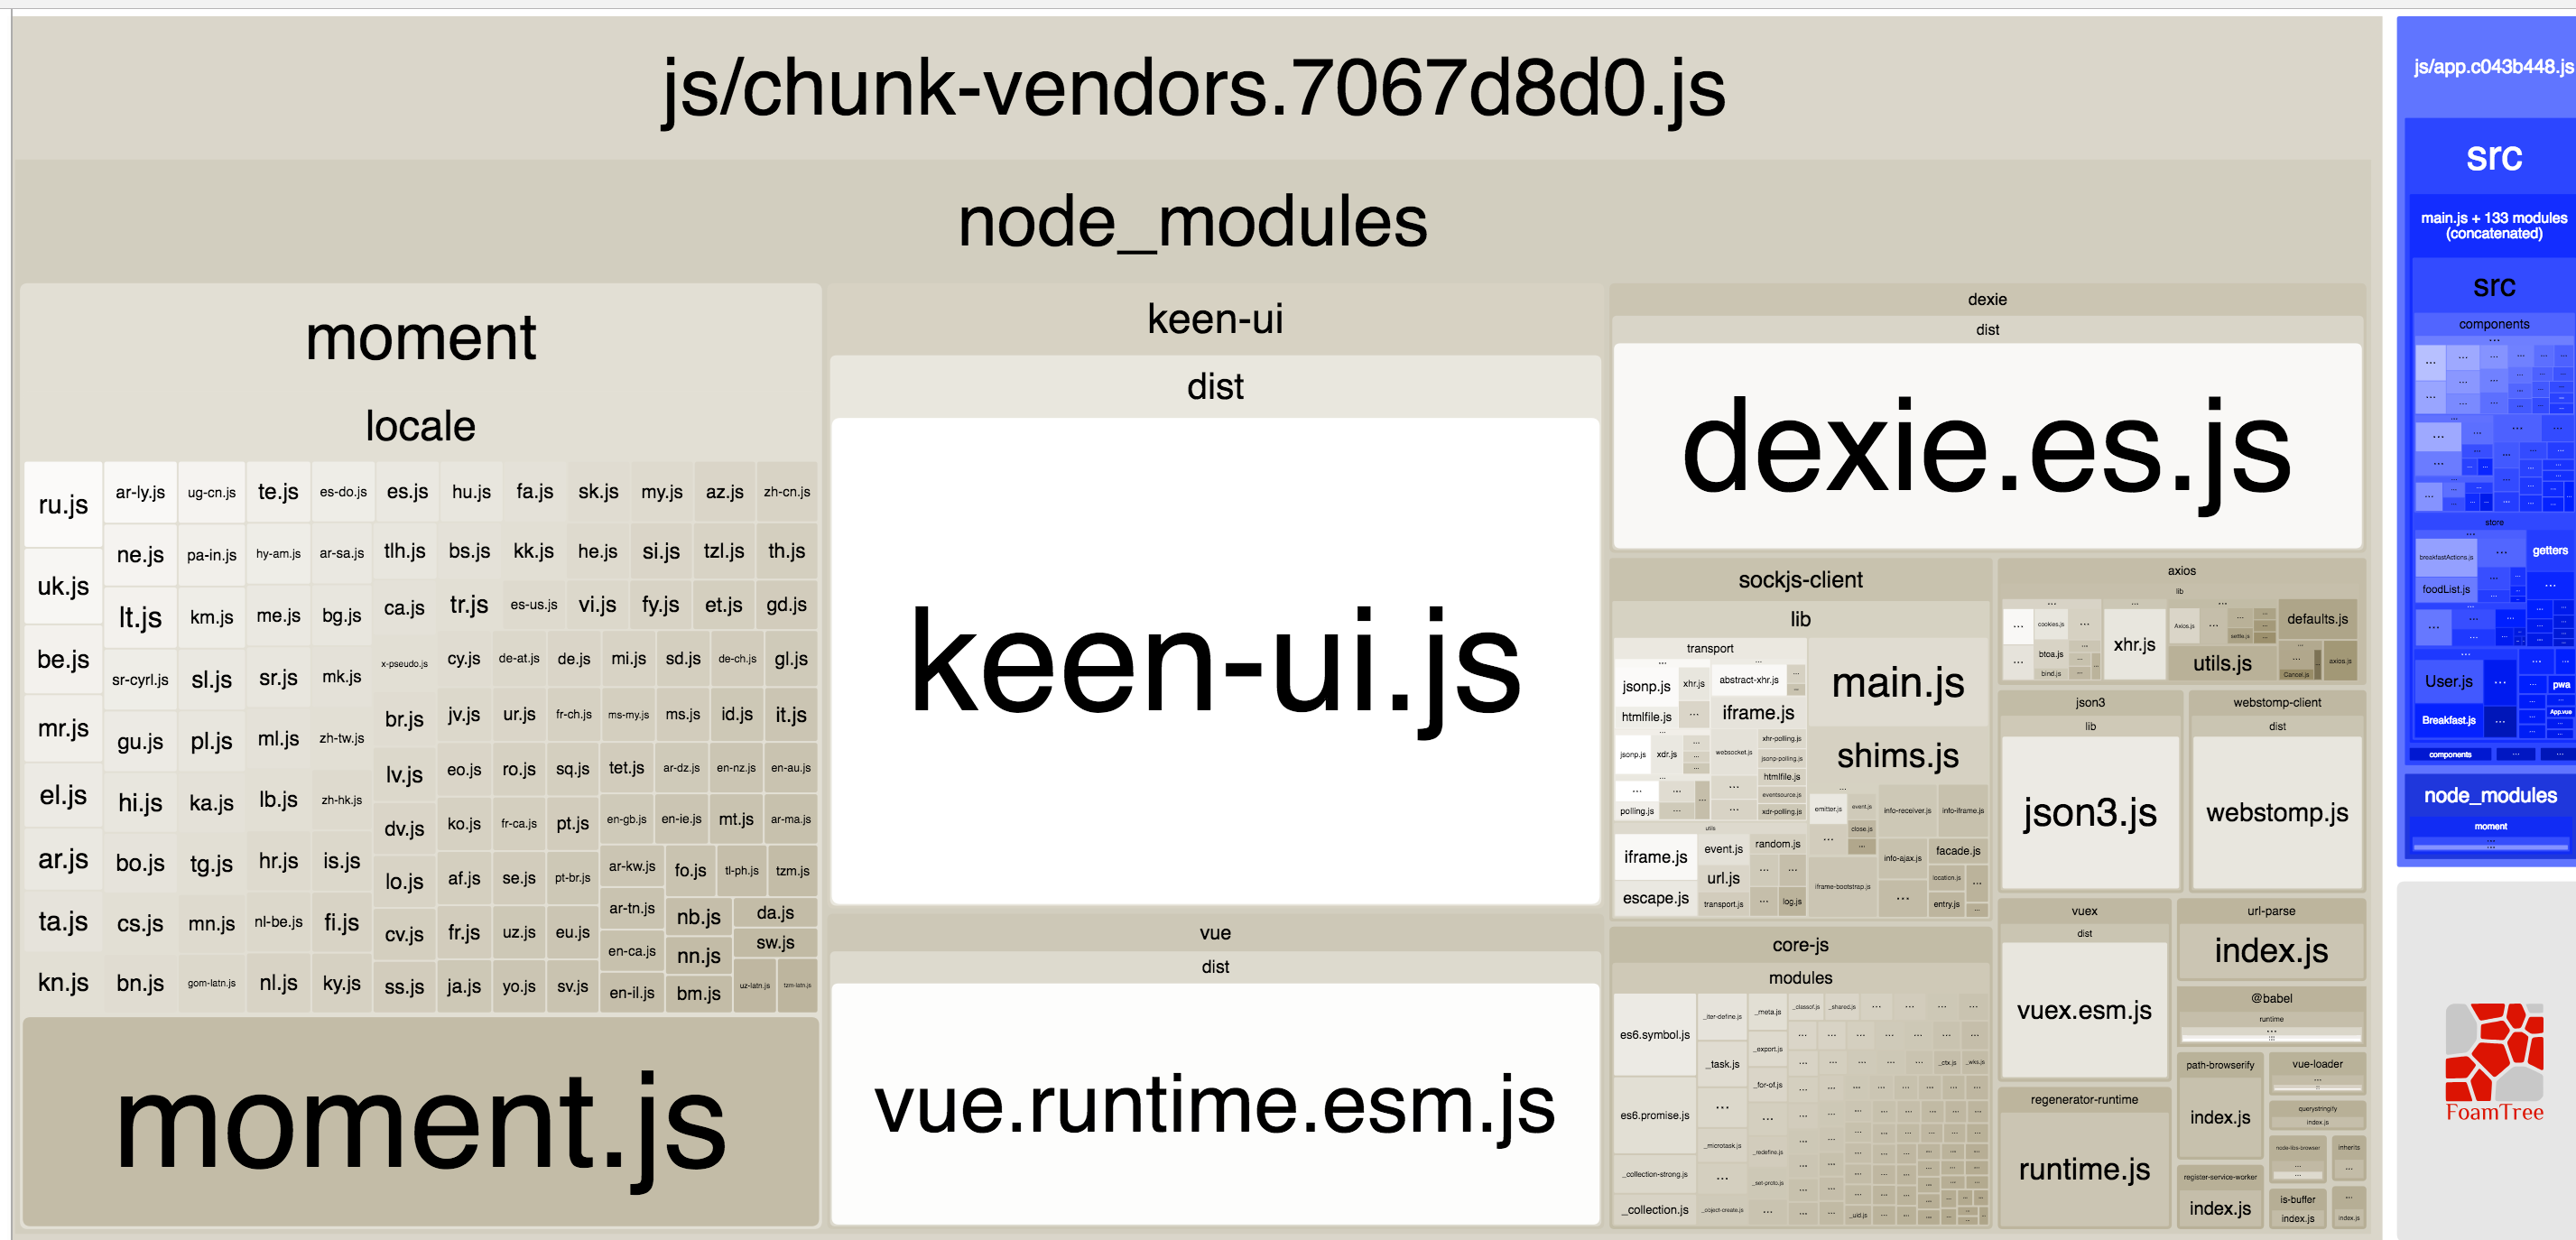 js/chunk-vendors.7067d8d0.js
node_modules
moment
locale
ru.js
uk.js
be.js
mr.js
el.js
ar.js
ta.js
kn.js
ar-ly.js
ne.js
lt.js
sr-cyrl.js
gu.js
hi.js
bo.js
cs.js
bn.js
ug-cn.js
pa-in.js
km.js
sl.js
pl.js
ka.js
tg.js
mn.js
gom-latn.js
te.js
hy-am.js
me.js
sr.js
ml.js
lb.js
hr.js
nl-be.js
nl.js
es-do.js
ar-sa.js
bg.js
mk.js
zh-tw.js
zh-hk.js
is.js
fi.js
ky.js
es.js
hu.js
fa.js
sk.js
my.js
az.js
zh-cn.js
tlh.js
bs.js
kk.js
he.js
si.js
tzl.js
th.js
ca.js
tr.js
es-us.js
vi.js
fy.js
et.js
gd.js
x-pseudo.js
br.js
lv.js
dv.js
lo.js
cv.js
ss.js
cy.js
de-at.js
de.js
mi.js
sd.js
de-ch.js
gl.js
jv.js
ur.js
fr-ch.js
ms-my.js
ms.js
id.js
it.js
eo.js
ro.js
sq.js
tet.js
ar-dz.js
en-nz.js
en-au.js
ko.js
fr-ca.js
pt.js
en-gb.js
en-ie.js
mt.js
ar-ma.js
af.js
se.js
pt-br.js
fr.js
uz.js
eu.js
ja.js
yo.js
sv.js
ar-kw.js
ar-tn.js
en-ca.js
en-il.js
fo.js
tl-ph.js
tzm.js
nb.js
nn.js
bm.js
da.js
sw.js
uz-latn.js
tzm-latn.js
moment.js
keen-ui
dist
keen-ui.js
vue
dist
vue.runtime.esm.js
dexie
dist
dexie.es.js
sockjs-client
lib
transport
jsonp.js
xhr.js
abstract-xhr.js
htmlfile.js
iframe.js
jsonp.js
xdr.js
websocket.js
xhr-polling.js
jsonp-polling.js
htmlfile.js
eventsource.js
xdr-polling.js
polling.js
utils
iframe.js
escape.js
event.js
url.js
transport.js
random.js
log.js
main.js
shims.js
emitter.js
event.js
close.js
info-receiver.js
info-iframe.js
iframe-bootstrap.js
info-ajax.js
facade.js
location.js
entry.js
core-js
modules
es6.symbol.js
es6.promise.js
_collection-strong.js
_collection.js
_iter-define.js
_task.js
_microtask.js
_object-create.js
_meta.js
_export.js
_for-of.js
_redefine.js
_set-proto.js
_classof.js
_shared.js
_ctx.js
_wks.js
_uid.js
axios
lib
cookies.js
btoa.js
bind.js
xhr.js
Axios.js
settle.js
utils.js
defaults.js
Cancel.js
axios.js
json3
lib
json3.js
webstomp-client
dist
webstomp.js
vuex
dist
vuex.esm.js
url-parse
index.js
@babel
runtime
regenerator-runtime
runtime.js
path-browserify
index.js
vue-loader
querystringify
index.js
node-libs-browser
inherits
register-service-worker
index.js
is-buffer
index.js
index.js
js/app.c043b448.js
src
main.js + 133 modules
(concatenated)
src
components
store
breakfastActions.js
getters
foodList.js
User.js
pwa
Breakfast.js
App.vue
components
node_modules
moment
FoamTree